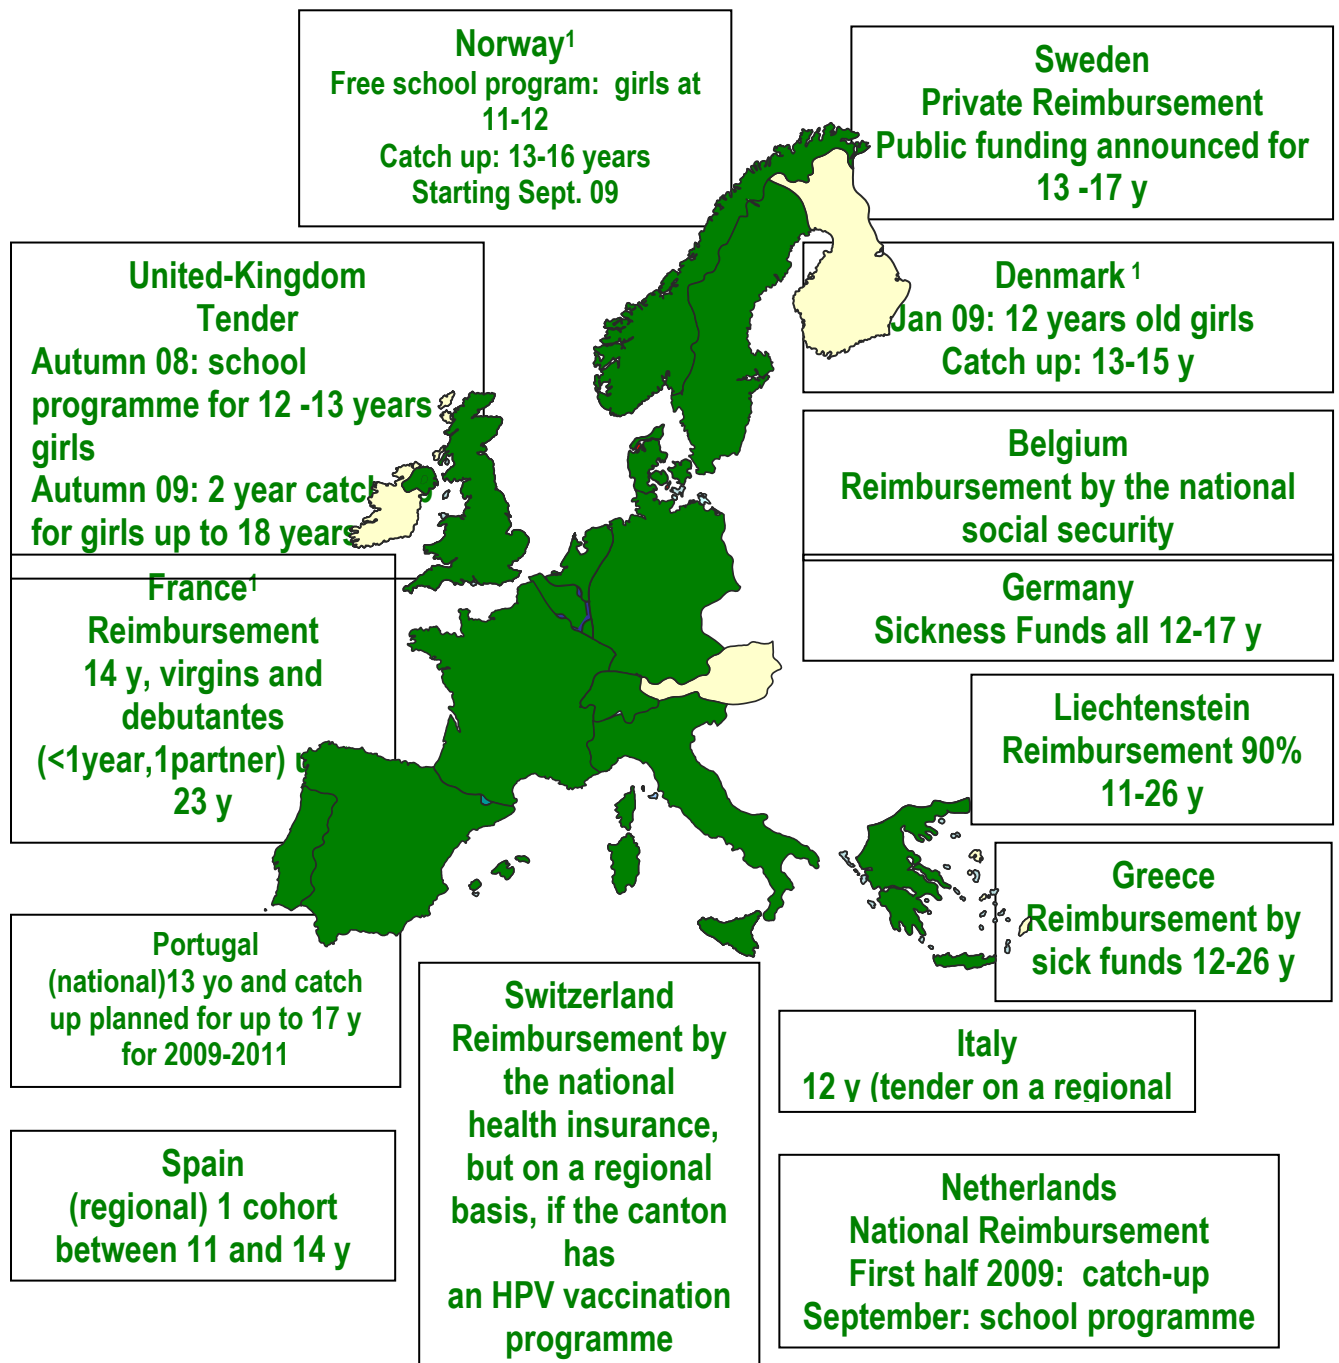 Norway¹
Free school program: girls at
11-12
Catch up: 13-16 years
Starting Sept. 09
Sweden
Private Reimbursement
Public funding announced for
13 -17 y
United-Kingdom
Tender
Autumn 08: school
programme for 12 -13 years
girls
Autumn 09: 2 year
for girls up to 18 years
Denmark ¹
Jan 09: 12 years old girls
Catch up: 13-15 y
Belgium
Reimbursement by the national
social security
France¹
Reimbursement
14 y, virgins and
debutantes
(<1year,1partner)
23 y
Germany
Sickness Funds all 12-17 y
Liechtenstein
Reimbursement 90%
11-26 y
Greece
Reimbursement by
sick funds 12-26 y
Portugal
(national)13 yo and catch
up planned for up to 17 y
for 2009-2011
Switzerland
Reimbursement by
the national
health insurance,
but on a regional
basis, if the canton
has
an HPV vaccination
programme
Italy
12 y (tender on a regional
Spain
(regional) 1 cohort
between 11 and 14 y
Netherlands
National Reimbursement
First half 2009: catch-up
September: school programme